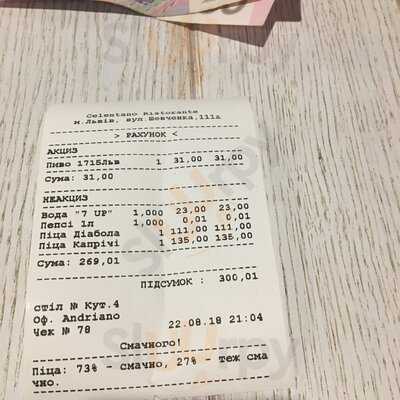 Celentano Ristorante
м.Львів, вул.Шевченка,111д
> РАХУНОК <
АКЦИЗ
Пиво 1715Льв 1 31,00 31,00
Сума: 31,00
НЕАКЦИЗ
Вода "7 UP" 1,000 23,00 23,00
Пепсі 1л 1,000 0,01 0,01
Піца Діабола 1 111,00 111,00
Піца Капрічі 1 135,00 135,00
Сума: 269,01
ПІДСУМОК : 300,01
стіл № Кут.4
Оф. Andriano
Чек № 78 22.08.18 21:04
Смачного!
Піца: 73% - смачно, 27% - теж сма
чно.